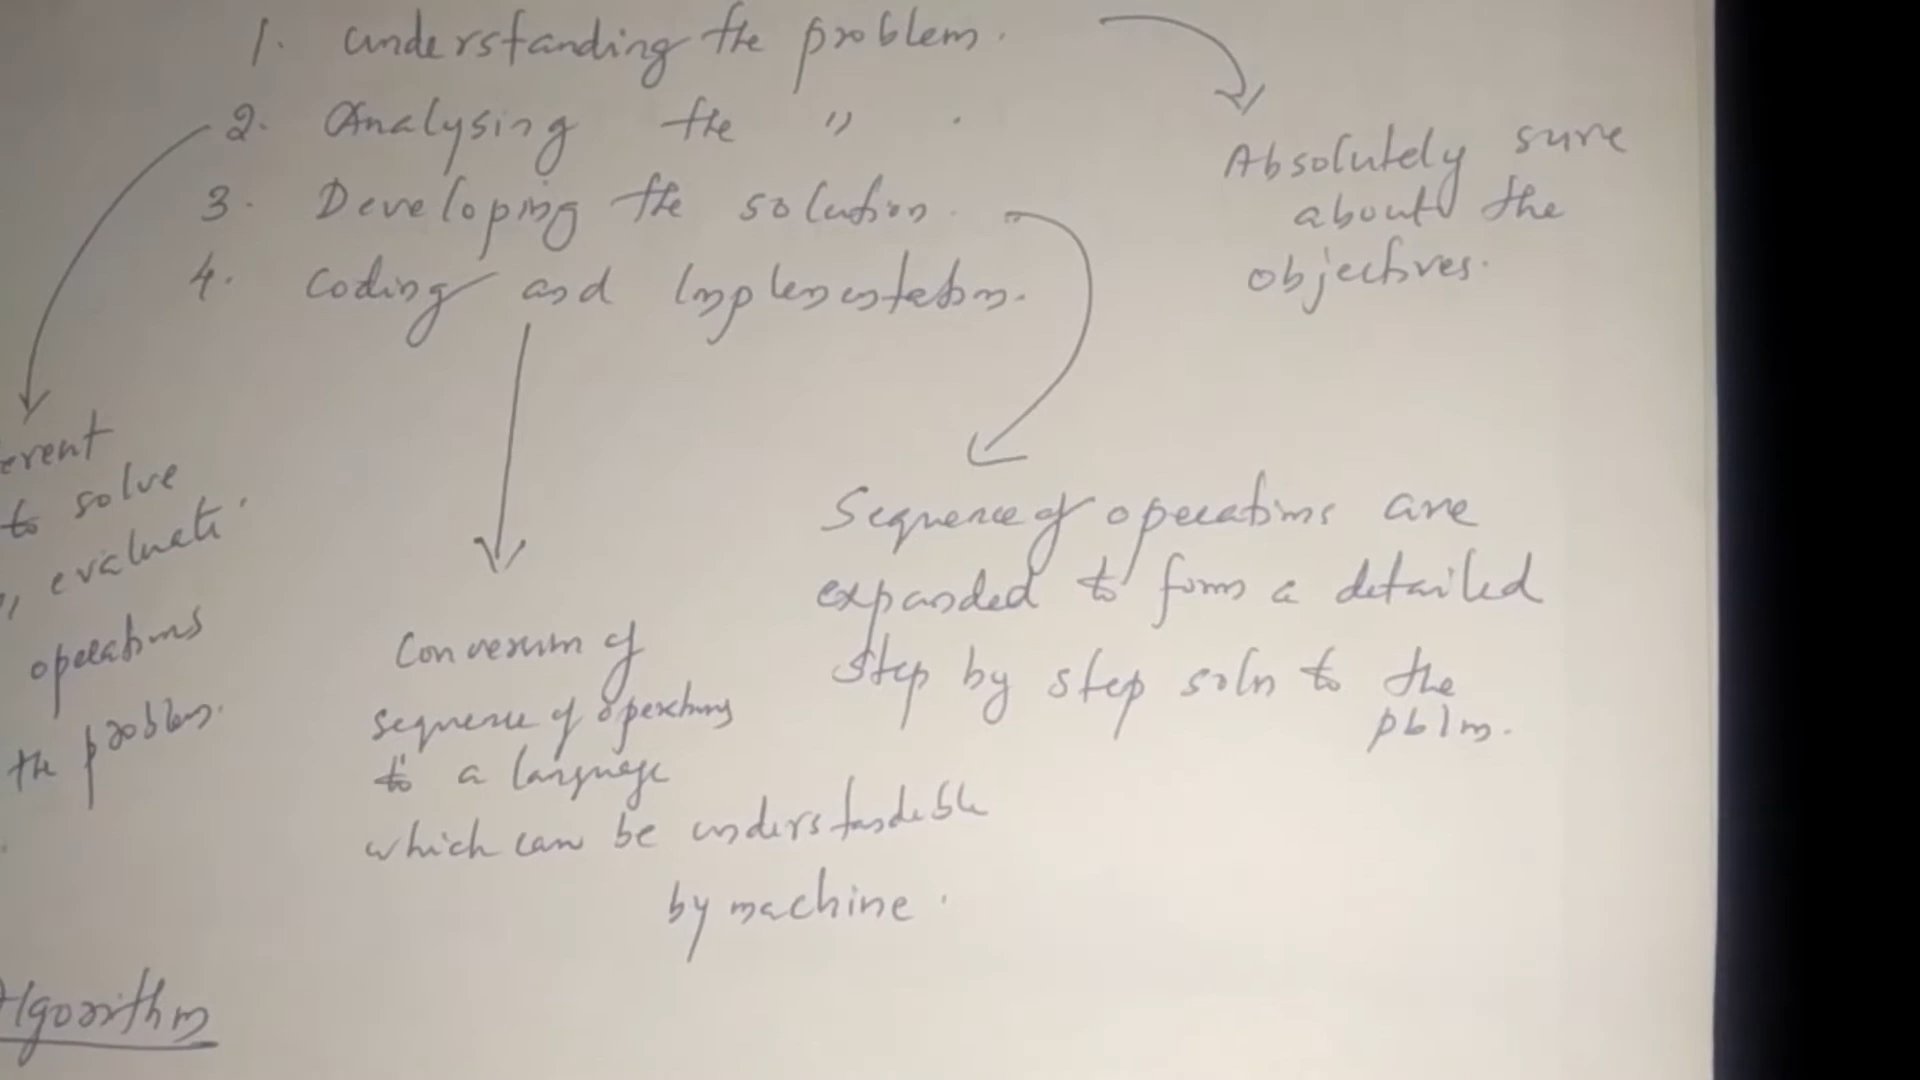 1. understanding the problem.
2. Analysing the " .
3. Developing the solution.
4. Coding and Implementation.
Absolutely sure
about the
objectives.
erent
to solve
" evaluate.
operations
the problem.
Conversion of
sequence of operations
to a language
which can be understandable
by machine.
Sequence of operations are
expanded to form a detailed
step by step soln to the
pblm.
Algorithm